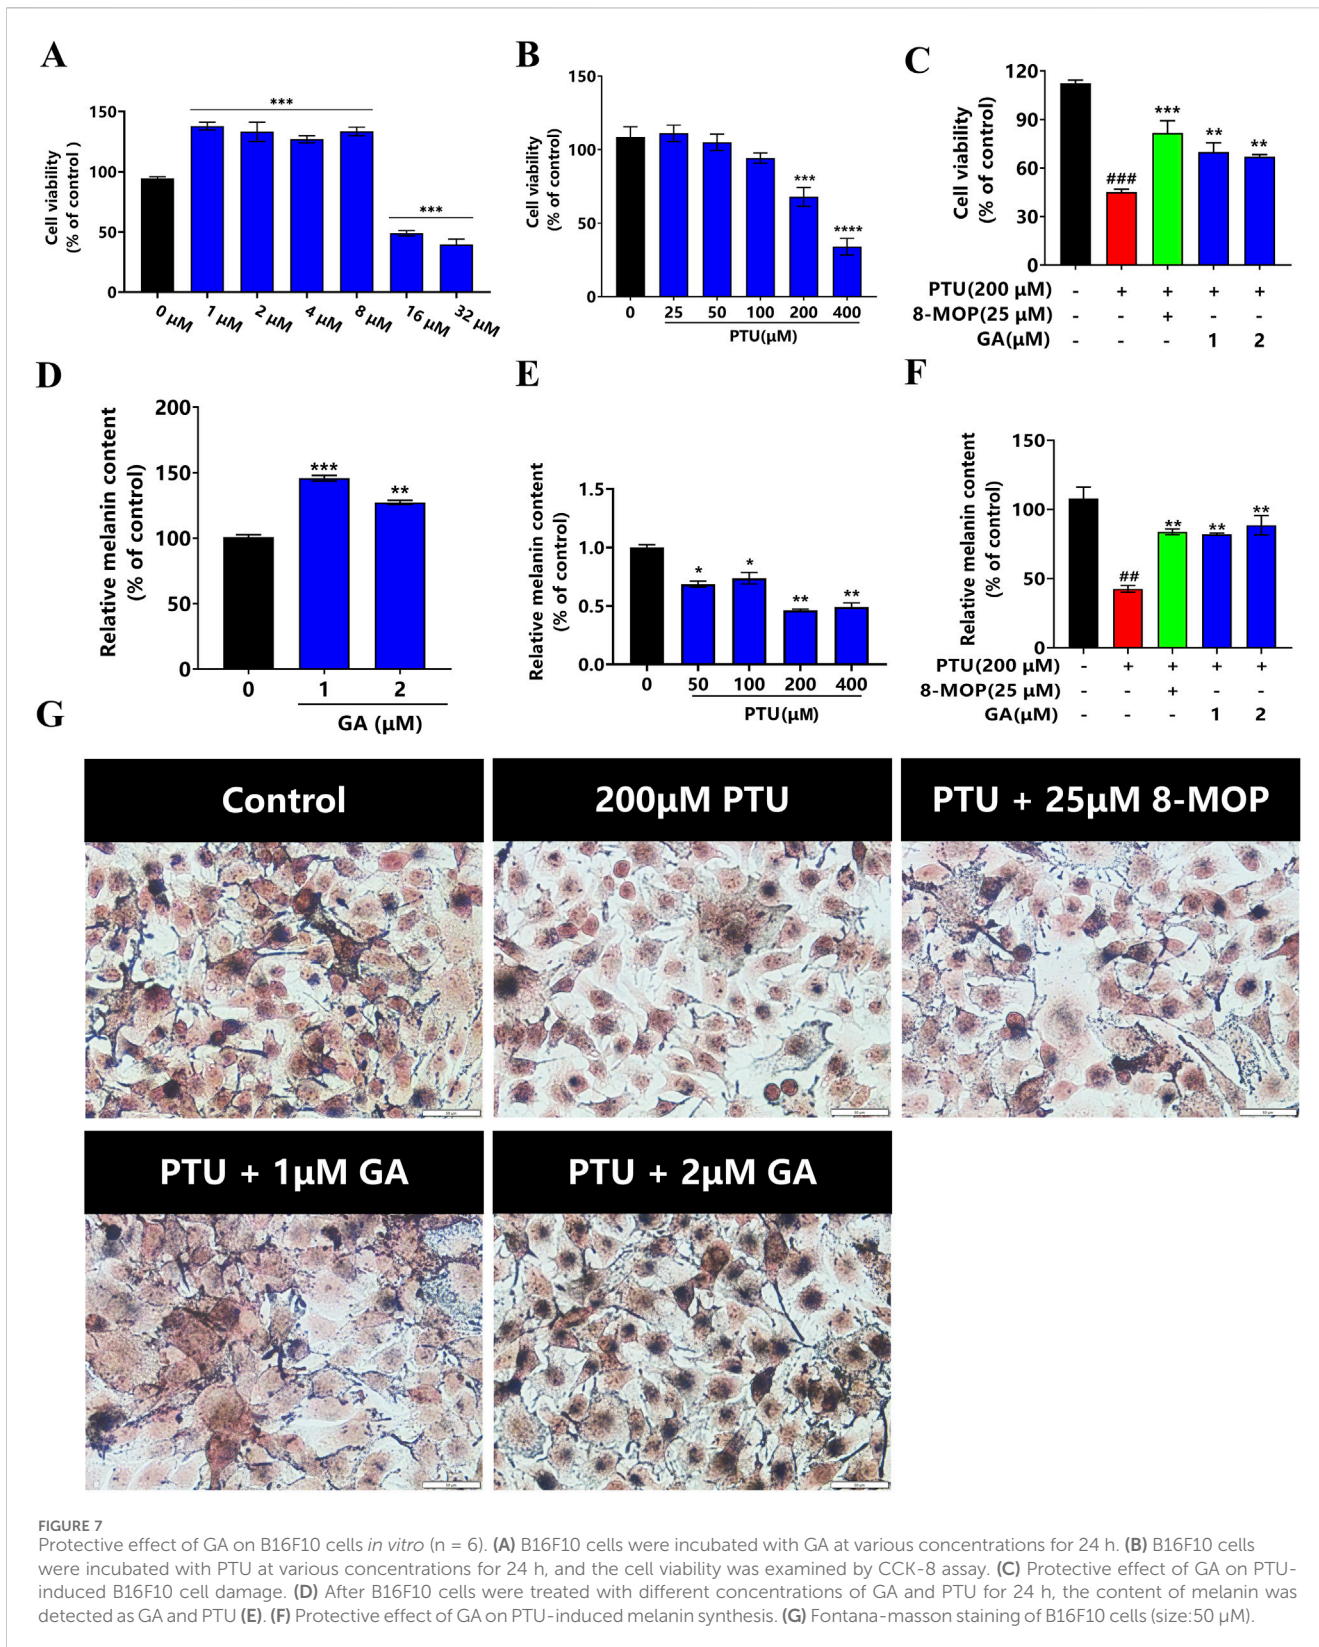 A
Cell viability
(% of control )
150
100
50
0
***
***
0 μM
1 μM
2 μM
4 μM
8 μM
16 μM
32 μM
B
Cell viability
(% of control)
150
100
50
0
***
****
0 25 50 100 200 400
PTU(μM)
C
Cell viability
(% of control)
120
90
60
30
0
###
***
**
**
PTU(200 μM) - + + + +
8-MOP(25 μM) - - + - -
GA(μM) - - - 1 2
D
Relative melanin content
(% of control)
200
150
100
50
0
***
**
0 1 2
GA (μM)
E
Relative melanin content
(% of control)
1.5
1.0
0.5
0.0
*
*
**
**
0 50 100 200 400
PTU(μM)
F
Relative melanin content
(% of control)
150
100
50
0
##
**
**
**
PTU(200 μM) - + + + +
8-MOP(25 μM) - - + - -
GA(μM) - - - 1 2
G
Control
200μM PTU
PTU + 25μM 8-MOP
PTU + 1μM GA
PTU + 2μM GA
FIGURE 7
Protective effect of GA on B16F10 cells in vitro (n = 6). (A) B16F10 cells were incubated with GA at various concentrations for 24 h. (B) B16F10 cells
were incubated with PTU at various concentrations for 24 h, and the cell viability was examined by CCK-8 assay. (C) Protective effect of GA on PTU-
induced B16F10 cell damage. (D) After B16F10 cells were treated with different concentrations of GA and PTU for 24 h, the content of melanin was
detected as GA and PTU (E). (F) Protective effect of GA on PTU-induced melanin synthesis. (G) Fontana-masson staining of B16F10 cells (size:50 μM).